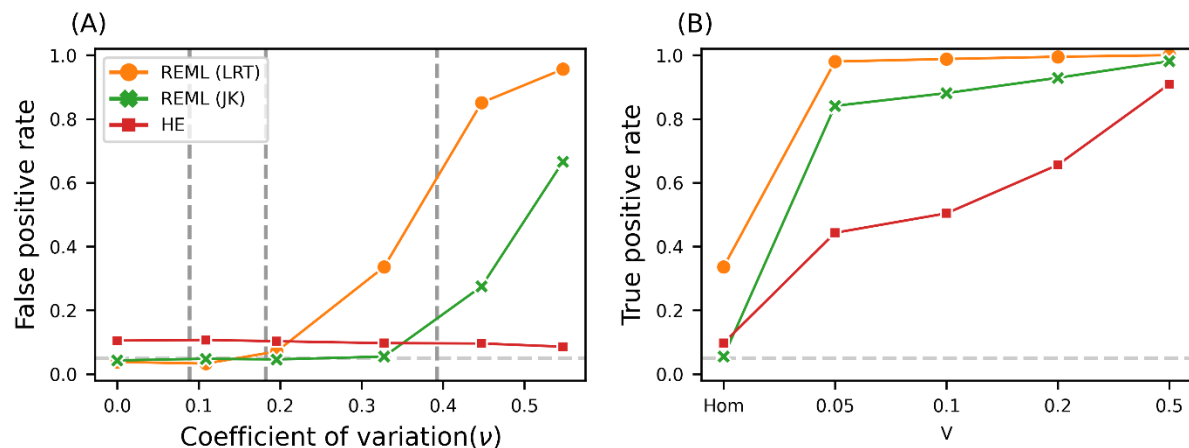 (A)
False positive rate
1.0
0.8
0.6
0.4
0.2
0.0
REML (LRT)
REML (JK)
HE
0.0 0.1 0.2 0.3 0.4 0.5
Coefficient of variation(ν)
(B)
True positive rate
1.0
0.8
0.6
0.4
0.2
0.0
Hom 0.05 0.1 0.2 0.5
V